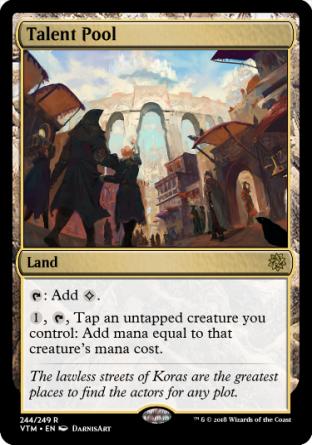 Talent Pool
Land
: Add .
1, , Tap an untapped creature you
control: Add mana equal to that
creature's mana cost.
The lawless streets of Koras are the greatest
places to find the actors for any plot.
244/249 R
VTM • EN DarnisArt
™ & © 2018 Wizards of the Coast